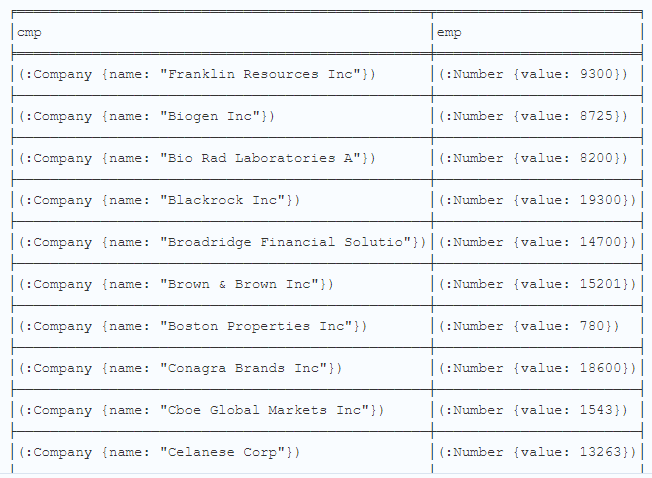 cmp emp
(:Company {name: "Franklin Resources Inc"}) (:Number {value: 9300})
(:Company {name: "Biogen Inc"}) (:Number {value: 8725})
(:Company {name: "Bio Rad Laboratories A"}) (:Number {value: 8200})
(:Company {name: "Blackrock Inc"}) (:Number {value: 19300})
(:Company {name: "Broadridge Financial Solutio"}) (:Number {value: 14700})
(:Company {name: "Brown & Brown Inc"}) (:Number {value: 15201})
(:Company {name: "Boston Properties Inc"}) (:Number {value: 780})
(:Company {name: "Conagra Brands Inc"}) (:Number {value: 18600})
(:Company {name: "Cboe Global Markets Inc"}) (:Number {value: 1543})
(:Company {name: "Celanese Corp"}) (:Number {value: 13263})